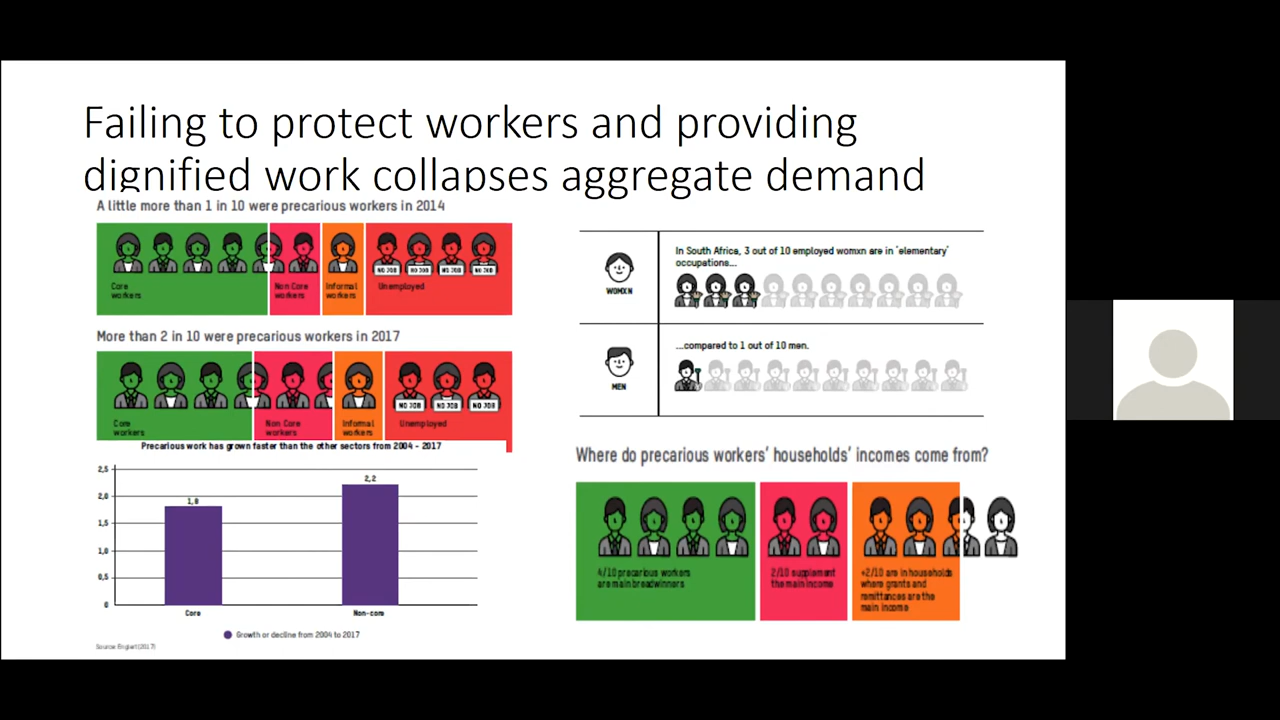 Failing to protect workers and providing
dignified work collapses aggregate demand
A little more than 1 in 10 were precarious workers in 2014
NO JOB NO JOB NO JOB NO JOB
Core
workers
Non Core
workers
Informal
workers
Unemployed
More than 2 in 10 were precarious workers in 2017
NO JOB NO JOB NO JOB
Core
workers
Non Core
workers
Informal
workers
Unemployed
Precarious work has grown faster than the other sectors from 2004 - 2017
2,5
2,0
1,5
1,0
0,5
0
1,8
2,2
Core
Non-core
Growth or decline from 2004 to 2017
Source: Englert (2017)
WOMXN
In South Africa, 3 out of 10 employed womxn are in 'elementary'
occupations...
MEN
...compared to 1 out of 10 men.
Where do precarious workers' households' incomes come from?
4/10 precarious workers
are main breadwinners
2/10 supplement
the main income
+2/10 are in households
where grants and
remittances are the
main income